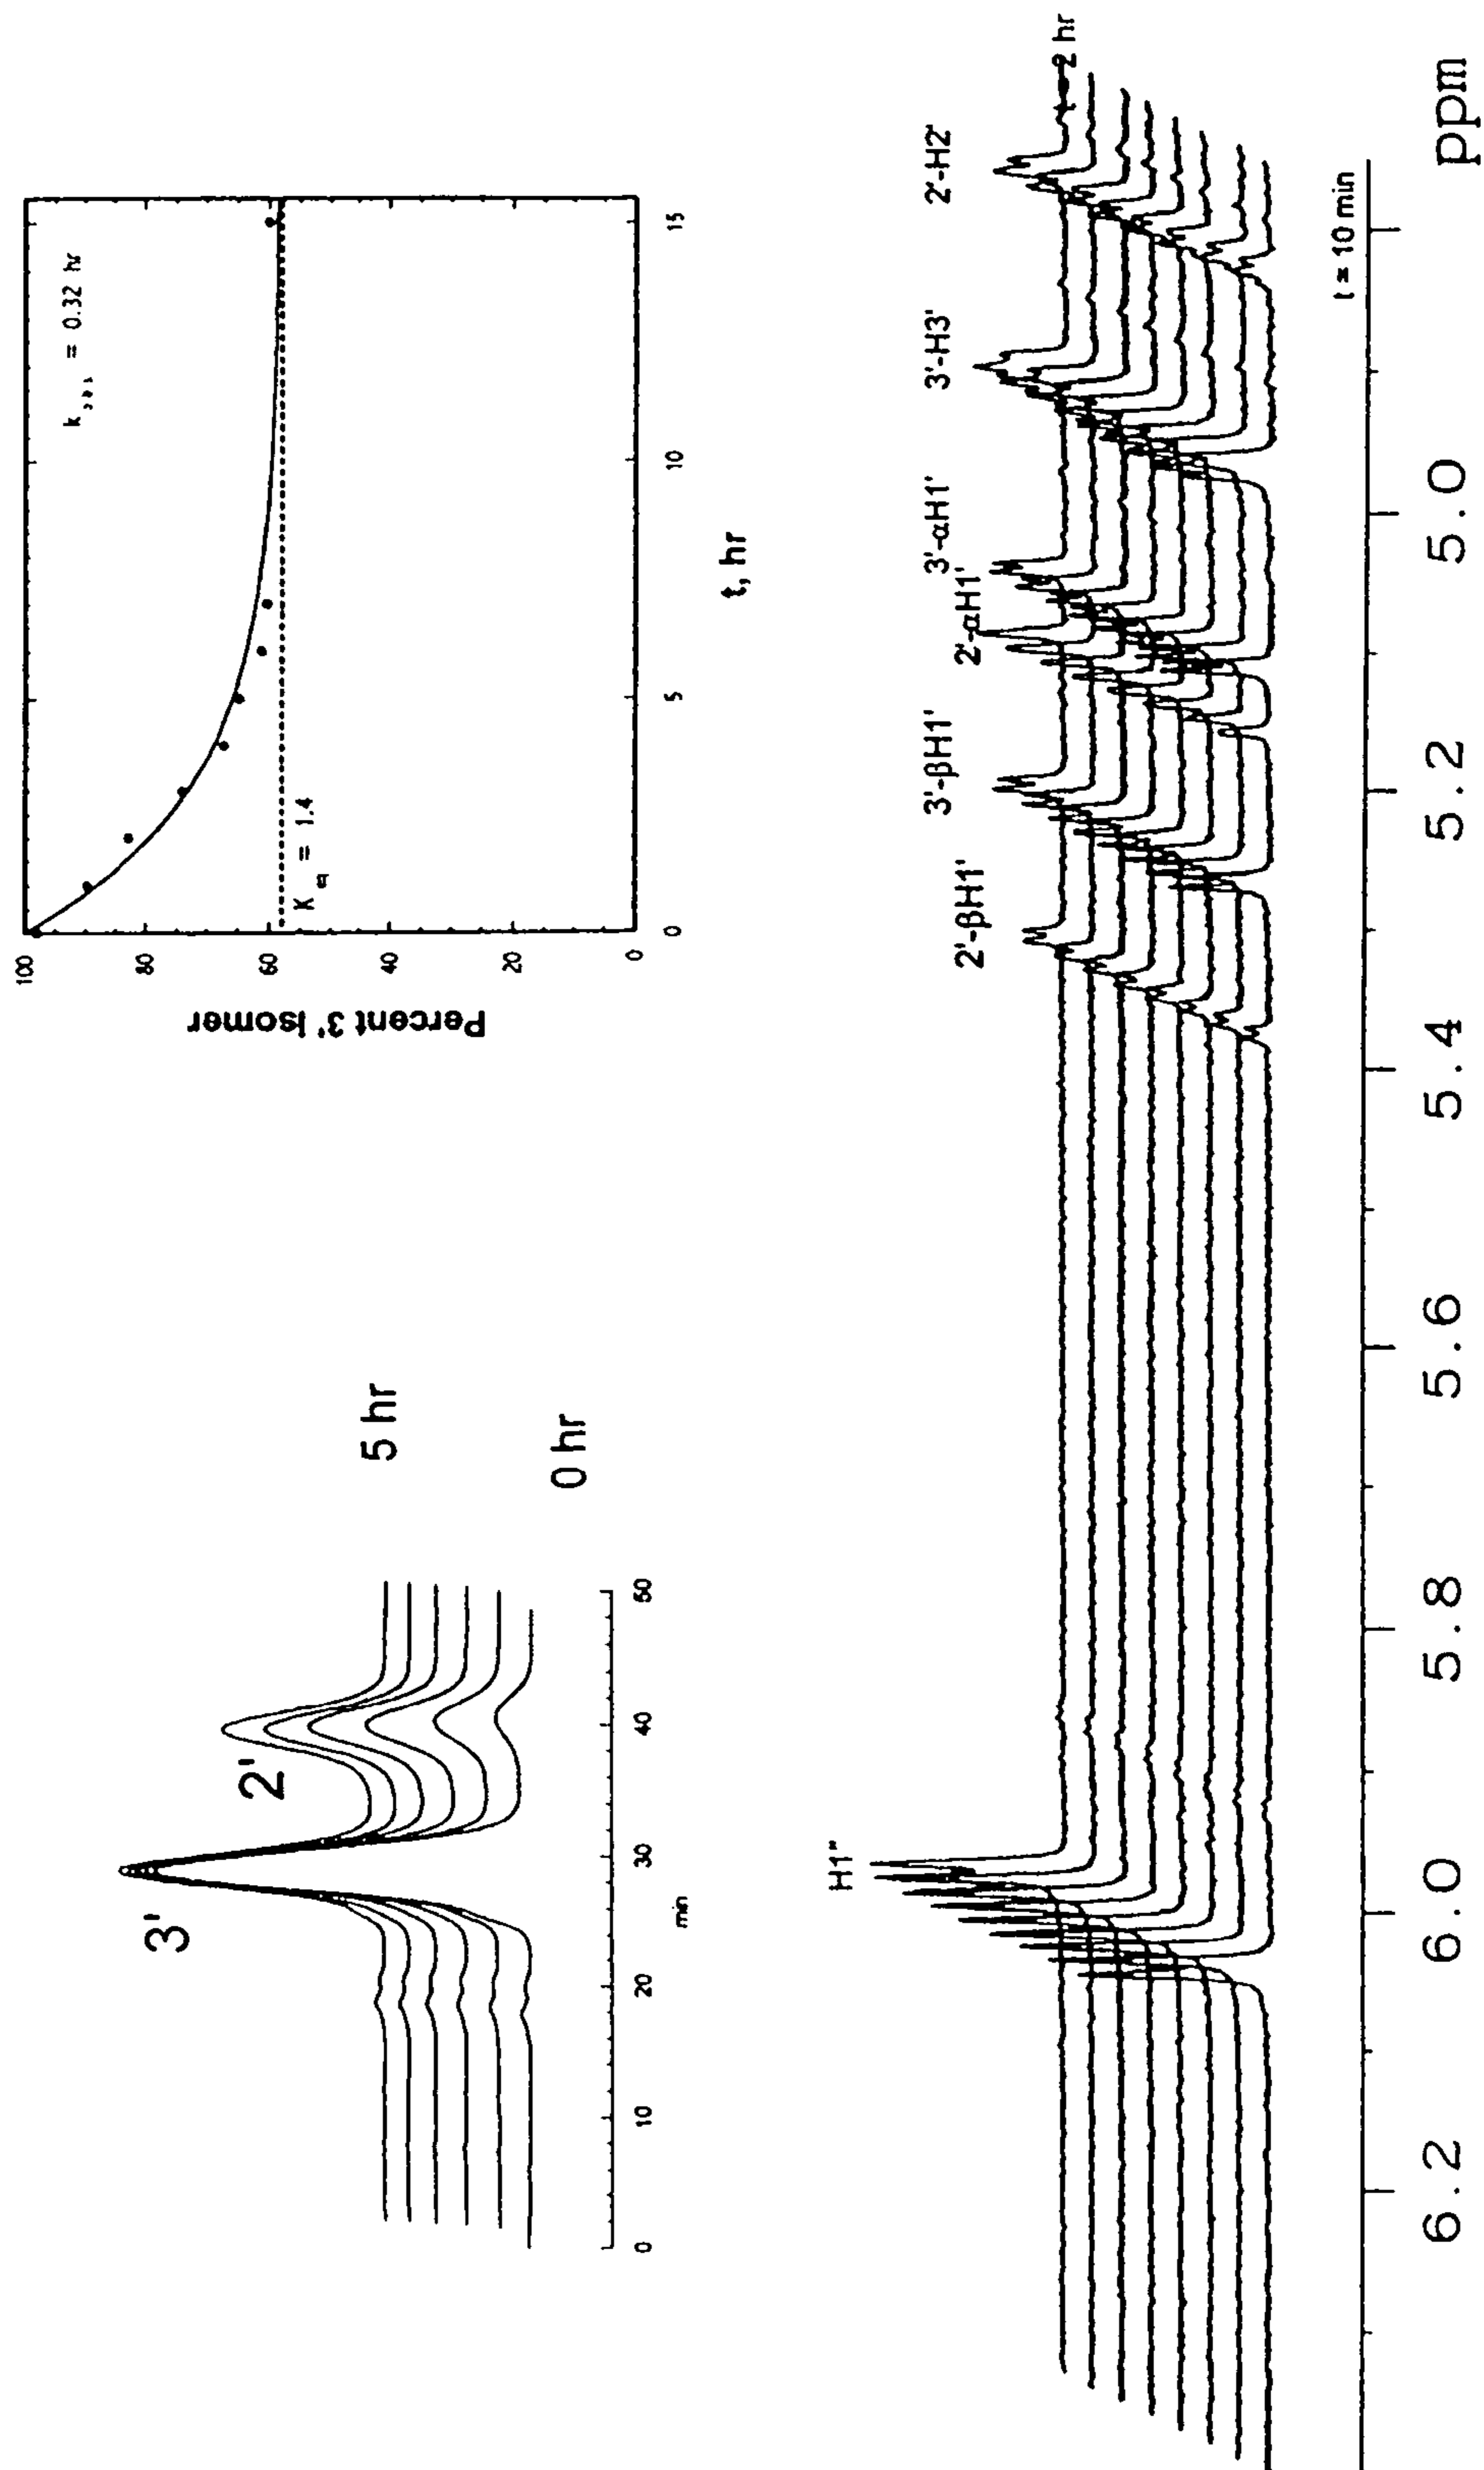 3'
2'
5 hr
0 hr
0
10
20
30
40
50
min
Percent 3' isomer
100
80
60
40
20
0
= 0.32 hr
= 1.4
0
5
10
15
t, hr
H1"
2'-βH1'
3'-βH1'
2'-αH1'
3'-αH1'
3'-H3'
2'-H2'
t = 2 hr
t = 10 min
6.2
6.0
5.8
5.6
5.4
5.2
5.0
ppm